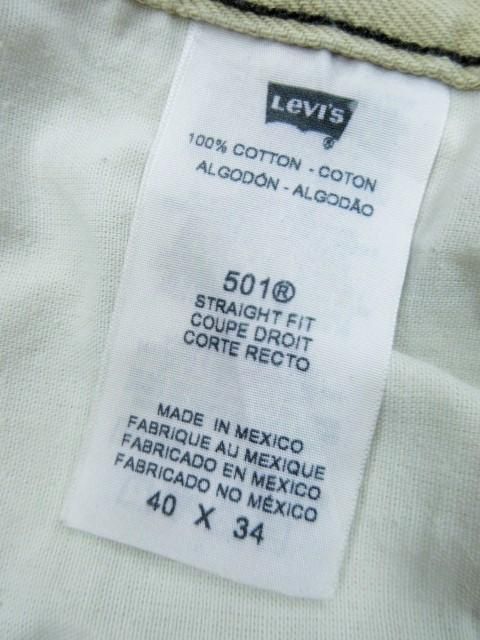 Levi's
®
100% COTTON - COTON
ALGODÓN - ALGODÃO
501®
STRAIGHT FIT
COUPE DROIT
CORTE RECTO
MADE IN MEXICO
FABRIQUE AU MEXIQUE
FABRICADO EN MEXICO
FABRICADO NO MÉXICO
40 X 34